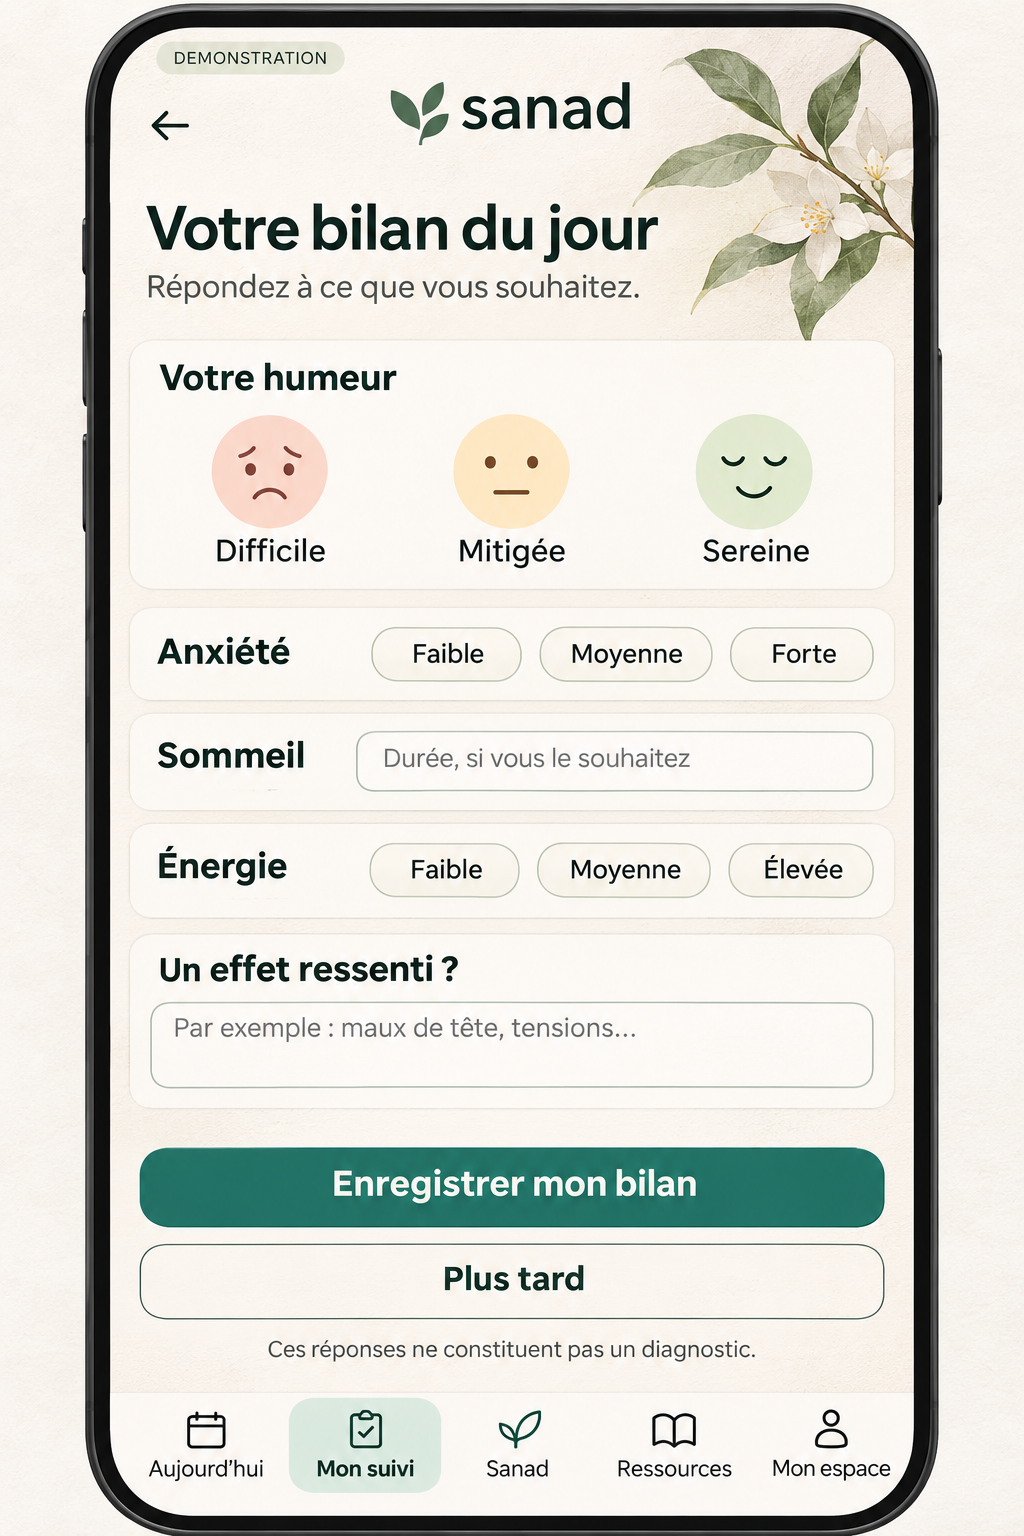 DEMONSTRATION
sanad
Votre bilan du jour
Répondez à ce que vous souhaitez.
Votre humeur
Difficile
Mitigée
Sereine
Anxiété
Faible
Moyenne
Forte
Sommeil
Durée, si vous le souhaitez
Énergie
Faible
Moyenne
Élevée
Un effet ressenti ?
Par exemple : maux de tête, tensions...
Enregistrer mon bilan
Plus tard
Ces réponses ne constituent pas un diagnostic.
Aujourd’hui
Mon suivi
Sanad
Ressources
Mon espace